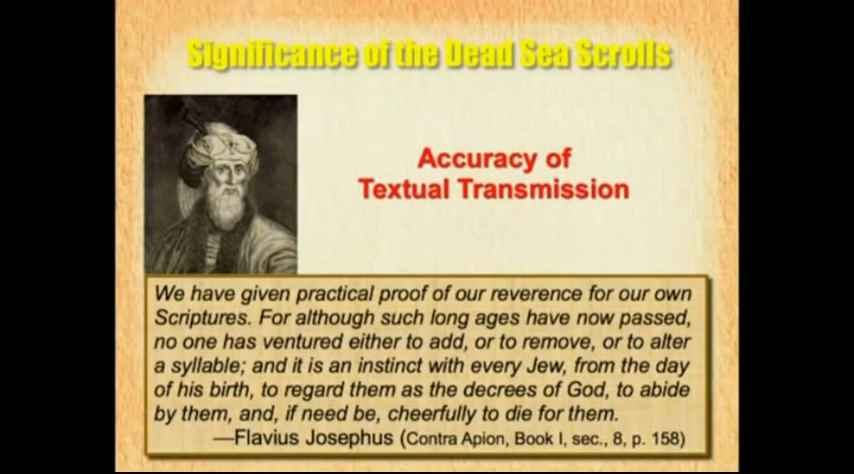 Significance of the Dead Sea Scrolls
Accuracy of
Textual Transmission
We have given practical proof of our reverence for our own
Scriptures. For although such long ages have now passed,
no one has ventured either to add, or to remove, or to alter
a syllable; and it is an instinct with every Jew, from the day
of his birth, to regard them as the decrees of God, to abide
by them, and, if need be, cheerfully to die for them.
—Flavius Josephus (Contra Apion, Book I, sec., 8, p. 158)